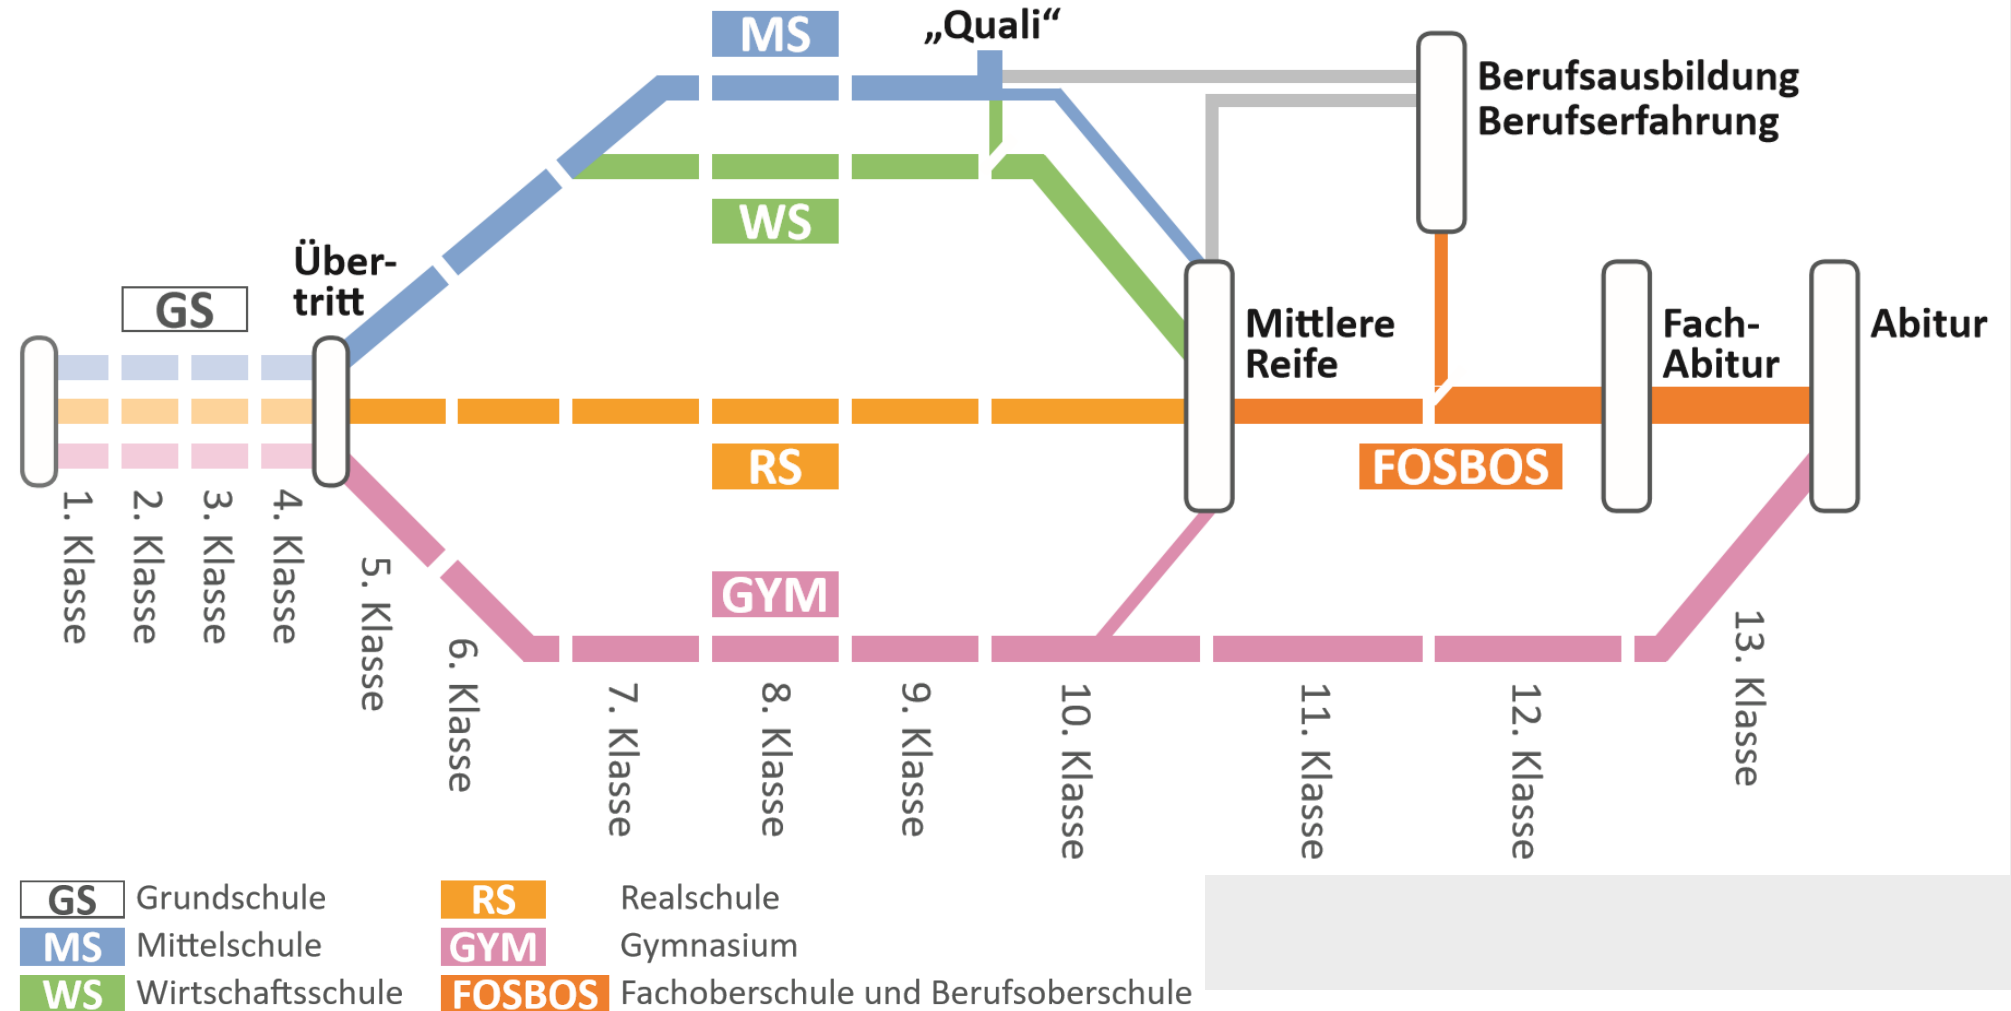 MS
„Quali“
Berufsausbildung
Berufserfahrung
WS
Über-
tritt
GS
Mittlere
Reife
Fach-
Abitur
Abitur
RS
FOSBOS
GYM
1. Klasse
2. Klasse
3. Klasse
4. Klasse
5. Klasse
6. Klasse
7. Klasse
8. Klasse
9. Klasse
10. Klasse
11. Klasse
12. Klasse
13. Klasse
GS Grundschule
MS Mittelschule
WS Wirtschaftsschule
RS Realschule
GYM Gymnasium
FOSBOS Fachoberschule und Berufsoberschule